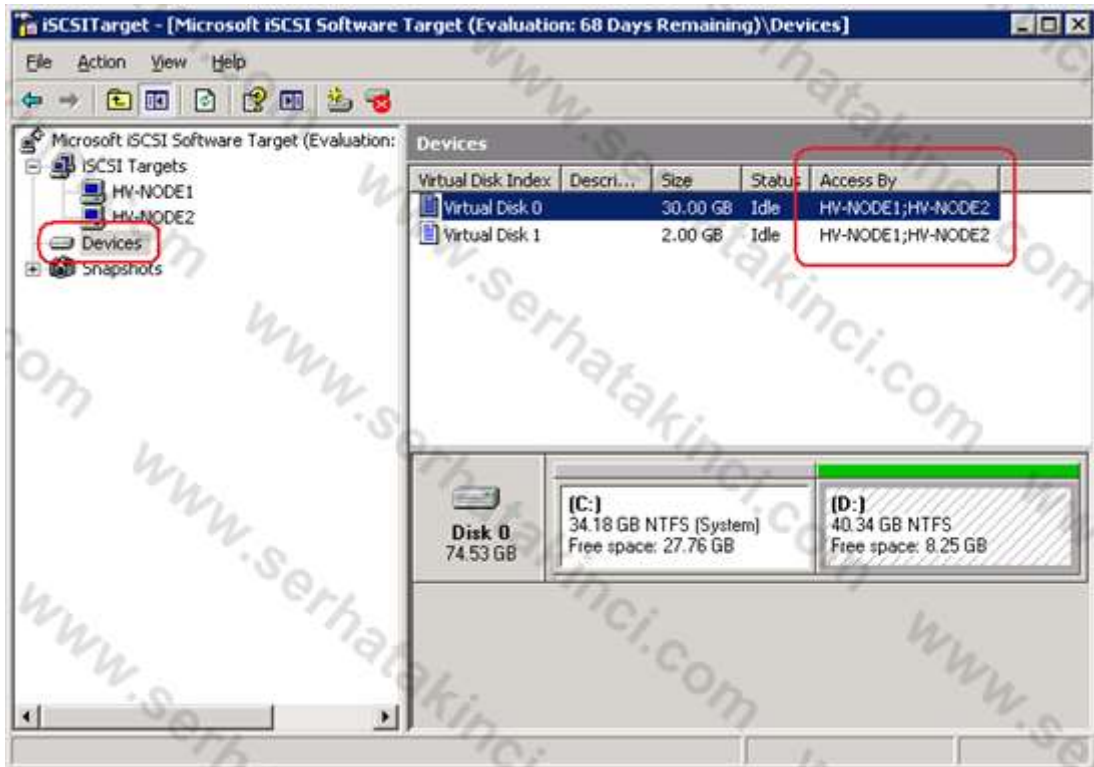 iSCSITarget - [Microsoft iSCSI Software Target (Evaluation: 68 Days Remaining)\Devices]
File Action View Help
Microsoft iSCSI Software Target (Evaluation:
iSCSI Targets
HV-NODE1
HV-NODE2
Devices
Snapshots
Devices
Virtual Disk Index Descri... Size Status Access By
Virtual Disk 0 30.00 GB Idle HV-NODE1;HV-NODE2
Virtual Disk 1 2.00 GB Idle HV-NODE1;HV-NODE2
Disk 0
74.53 GB
(C:)
34.18 GB NTFS (System)
Free space: 27.76 GB
(D:)
40.34 GB NTFS
Free space: 8.25 GB
www.serhatakinci.com